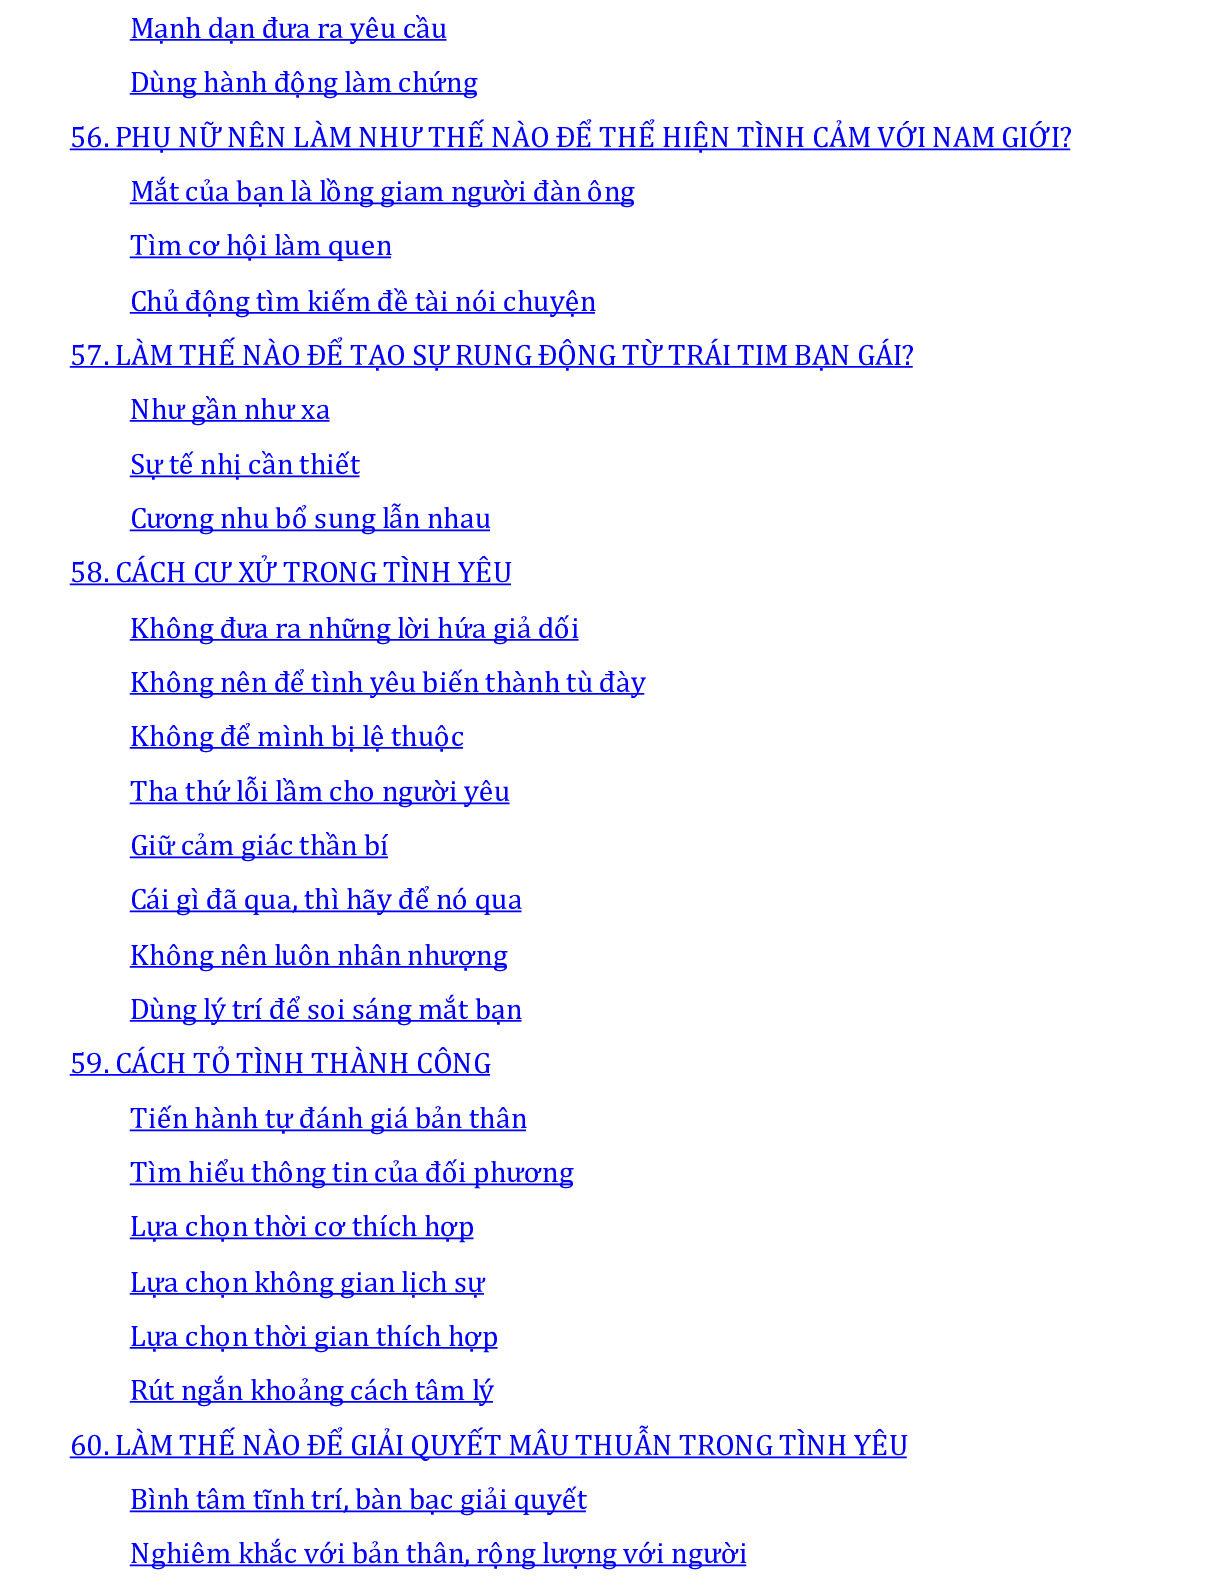 Mạnh dạn đưa ra yêu cầu
Dùng hành động làm chứng
56. PHỤ NỮ NÊN LÀM NHƯ THẾ NÀO ĐỂ THỂ HIỆN TÌNH CẢM VỚI NAM GIỚI?
Mắt của bạn là lồng giam người đàn ông
Tìm cơ hội làm quen
Chủ động tìm kiếm đề tài nói chuyện
57. LÀM THẾ NÀO ĐỂ TẠO SỰ RUNG ĐỘNG TỪ TRÁI TIM BẠN GÁI?
Như gần như xa
Sự tế nhị cần thiết
Cương nhu bổ sung lẫn nhau
58. CÁCH CƯ XỬ TRONG TÌNH YÊU
Không đưa ra những lời hứa giả dối
Không nên để tình yêu biến thành tù đày
Không để mình bị lệ thuộc
Tha thứ lỗi lầm cho người yêu
Giữ cảm giác thần bí
Cái gì đã qua, thì hãy để nó qua
Không nên luôn nhân nhượng
Dùng lý trí để soi sáng mắt bạn
59. CÁCH TỎ TÌNH THÀNH CÔNG
Tiến hành tự đánh giá bản thân
Tìm hiểu thông tin của đối phương
Lựa chọn thời cơ thích hợp
Lựa chọn không gian lịch sự
Lựa chọn thời gian thích hợp
Rút ngắn khoảng cách tâm lý
60. LÀM THẾ NÀO ĐỂ GIẢI QUYẾT MÂU THUẪN TRONG TÌNH YÊU
Bình tâm tĩnh trí, bàn bạc giải quyết
Nghiêm khắc với bản thân, rộng lượng với người